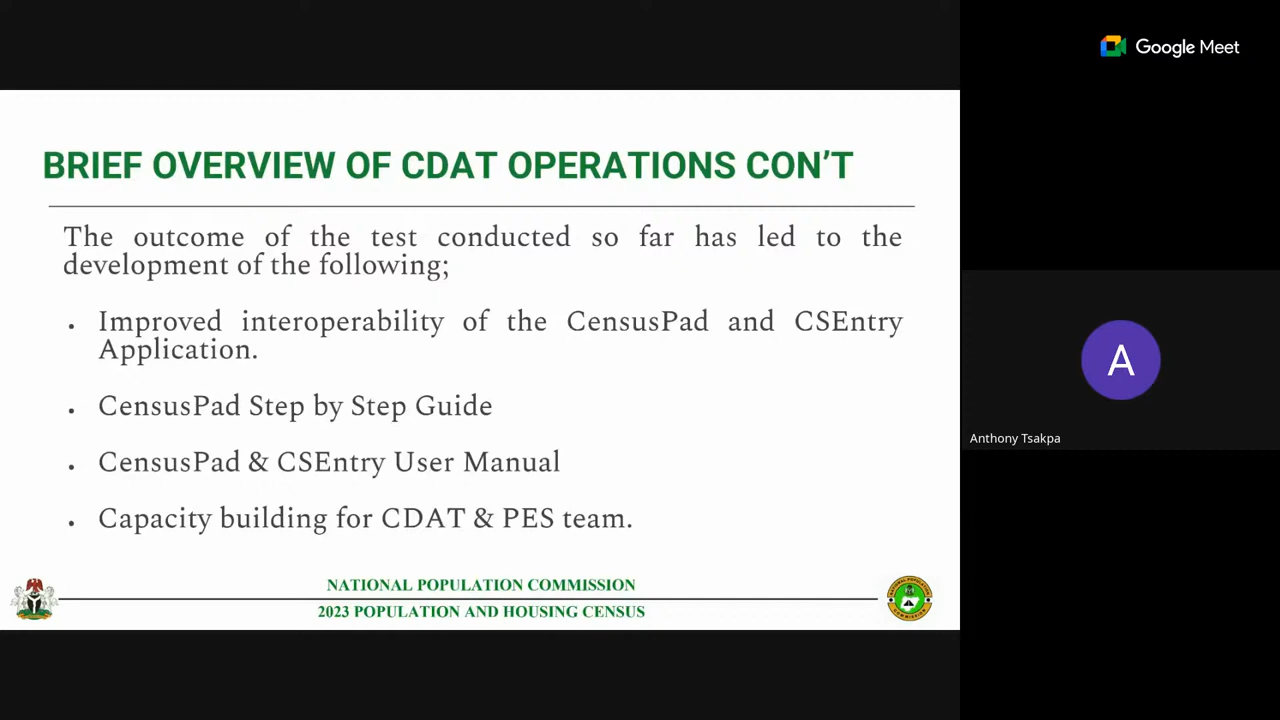 Google Meet
BRIEF OVERVIEW OF CDAT OPERATIONS CON’T
The outcome of the test conducted so far has led to the
development of the following;
• Improved interoperability of the CensusPad and CSEntry
Application.
• CensusPad Step by Step Guide
• CensusPad & CSEntry User Manual
• Capacity building for CDAT & PES team.
NATIONAL POPULATION COMMISSION
2023 POPULATION AND HOUSING CENSUS
A
Anthony Tsakpa